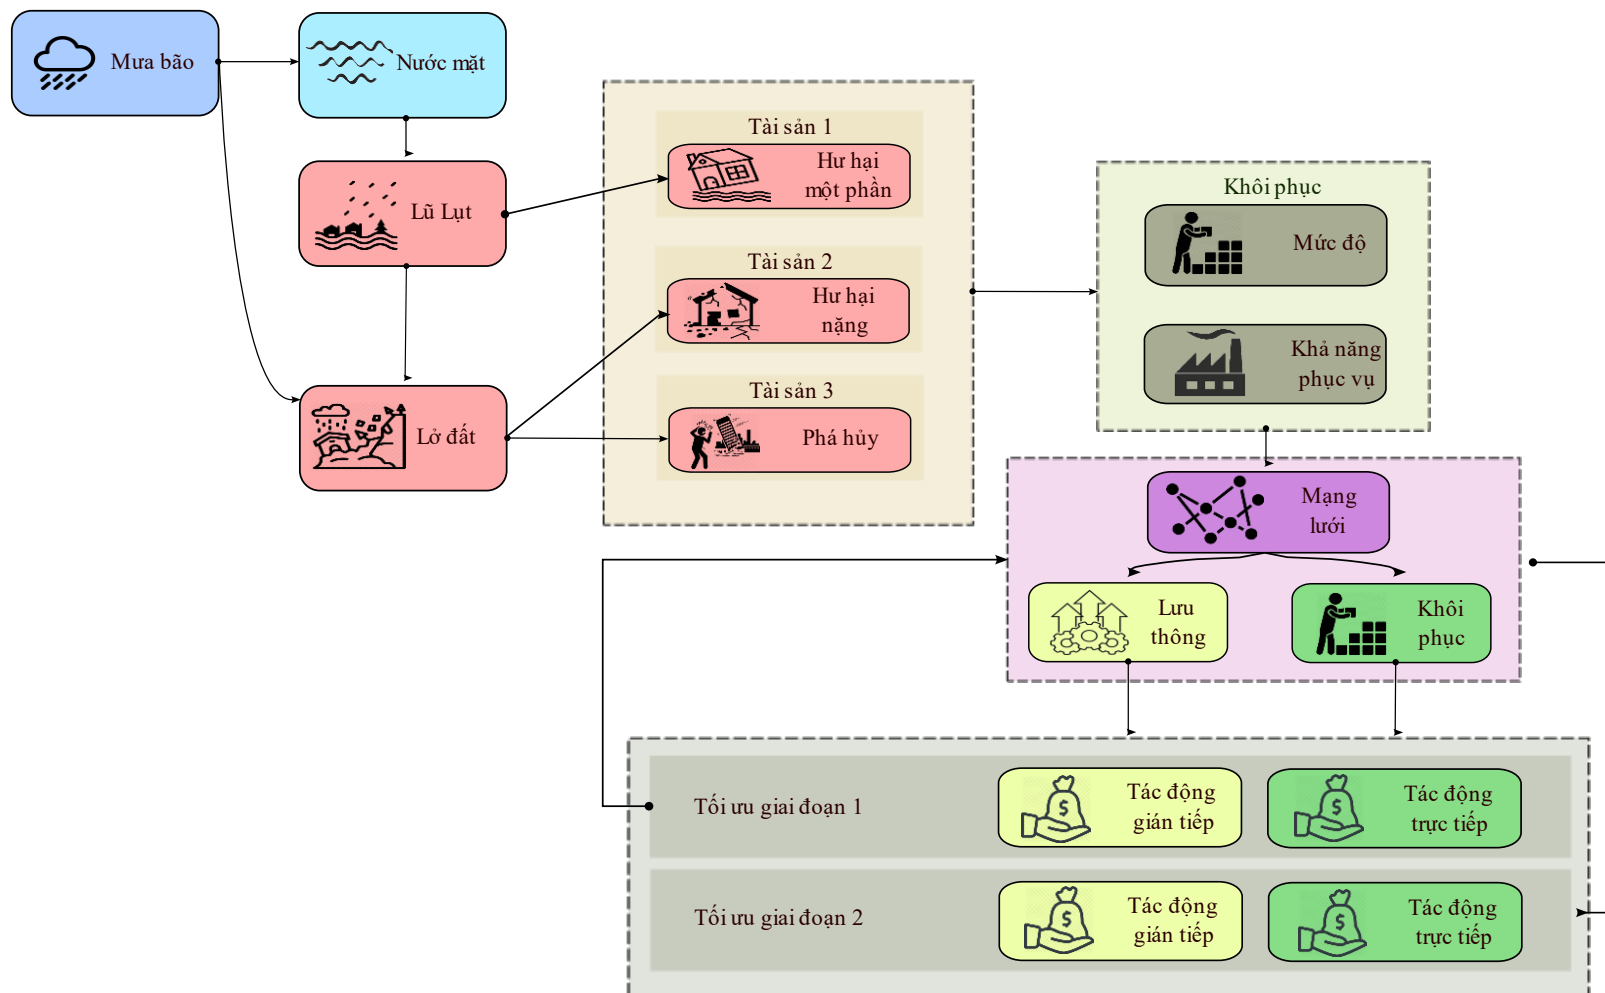 Mưa bão
Nước mặt
Lũ Lụt
Lở đất
Tài sản 1
Hư hại
một phần
Tài sản 2
Hư hại
nặng
Tài sản 3
Phá hủy
Khôi phục
Mức độ
Khả năng
phục vụ
Mạng
lưới
Lưu
thông
Khôi
phục
Tối ưu giai đoạn 1
Tác động
gián tiếp
Tác động
trực tiếp
Tối ưu giai đoạn 2
Tác động
gián tiếp
Tác động
trực tiếp